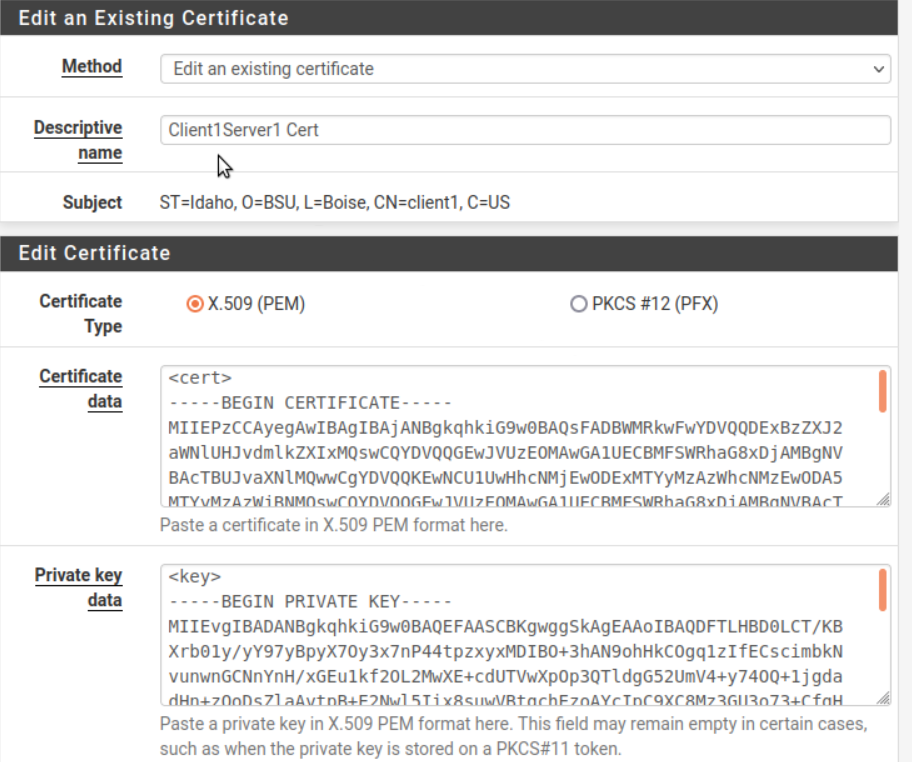 Edit an Existing Certificate
Method
Edit an existing certificate
Descriptive name
Client1Server1 Cert
Subject
ST=Idaho, O=BSU, L=Boise, CN=client1, C=US
Edit Certificate
Certificate Type
X.509 (PEM)
PKCS #12 (PFX)
Certificate data
<cert>
-----BEGIN CERTIFICATE-----
MIIEPzCCAyegAwIBAgIBAjANBgkqhkiG9w0BAQsFADBWMRkwFwYDVQQDExBzZXJ2
aWNlUHJvdmlkZXIxMQswCQYDVQQGEwJVUzEOMAwGA1UECBMFSWRhaG8xDjAMBgNV
BAcTBUJvaXNlMQwwCgYDVQQKEwNCU1UwHhcNMjEwODExMTYyMzAzWhcNMzEwODA5
MTYyMzAzWjBNMQswCQYDVQQGEwJVUzEOMAwGA1UECBMFSWRhaG8xDjAMBgNVBAcT
Paste a certificate in X.509 PEM format here.
Private key data
<key>
-----BEGIN PRIVATE KEY-----
MIIEvgIBADANBgkqhkiG9w0BAQEFAASCBKgwggSkAgEAAoIBAQDFTLHBD0LCT/KB
Xrb01y/yY97yBpyX7Oy3x7nP44tpzxyxMDIBO+3hAN9ohHkCOgq1zIfECscimbkN
vunwnGCNnYnH/xGEu1kf2OL2MwXE+cdUTVwXpOp3QTldgG52UmV4+y74OQ+1jgda
Paste a private key in X.509 PEM format here. This field may remain empty in certain cases,
such as when the private key is stored on a PKCS#11 token.